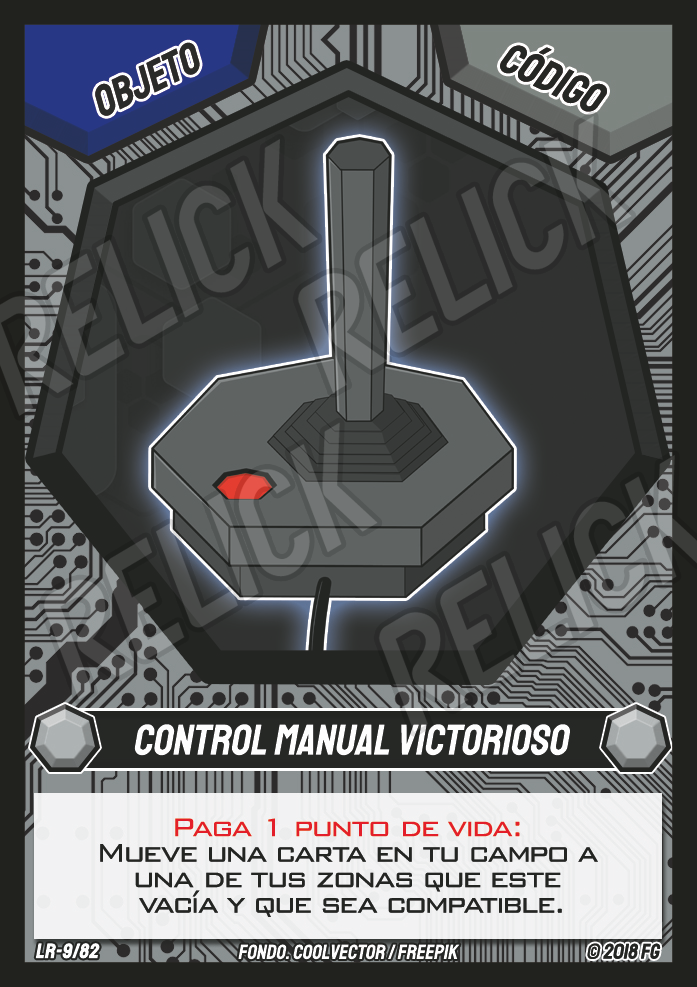 OBJETO
CÓDIGO
RELICK
RELICK
RELICK
RELICK
CONTROL MANUAL VICTORIOSO
PAGA 1 PUNTO DE VIDA:
MUEVE UNA CARTA EN TU CAMPO A
UNA DE TUS ZONAS QUE ESTE
VACÍA Y QUE SEA COMPATIBLE.
LR-9/82
FONDO. COOLVECTOR / FREEPIK
© 2018 FG